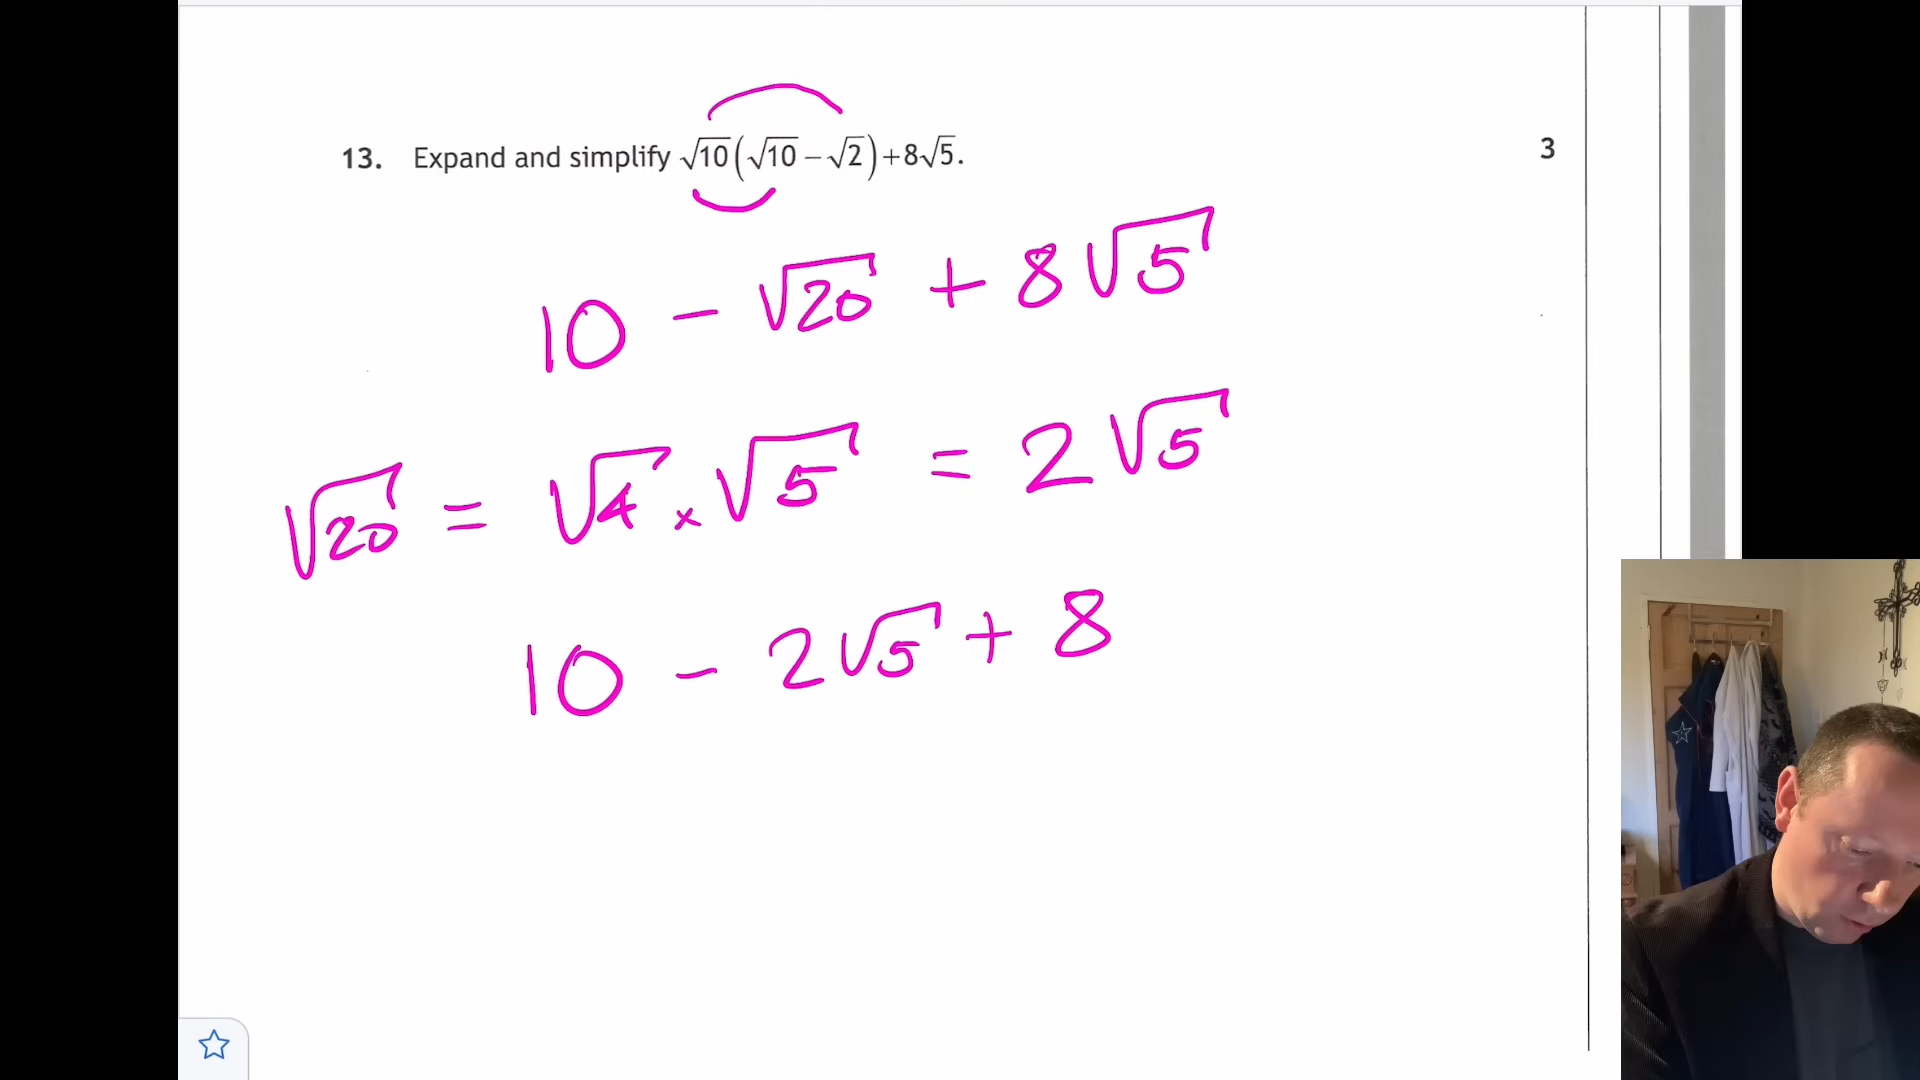 13. Expand and simplify √10(√10 − √2)+8√5. 3
10 − √20 + 8√5
√20 = √4 × √5 = 2√5
10 − 2√5 + 8